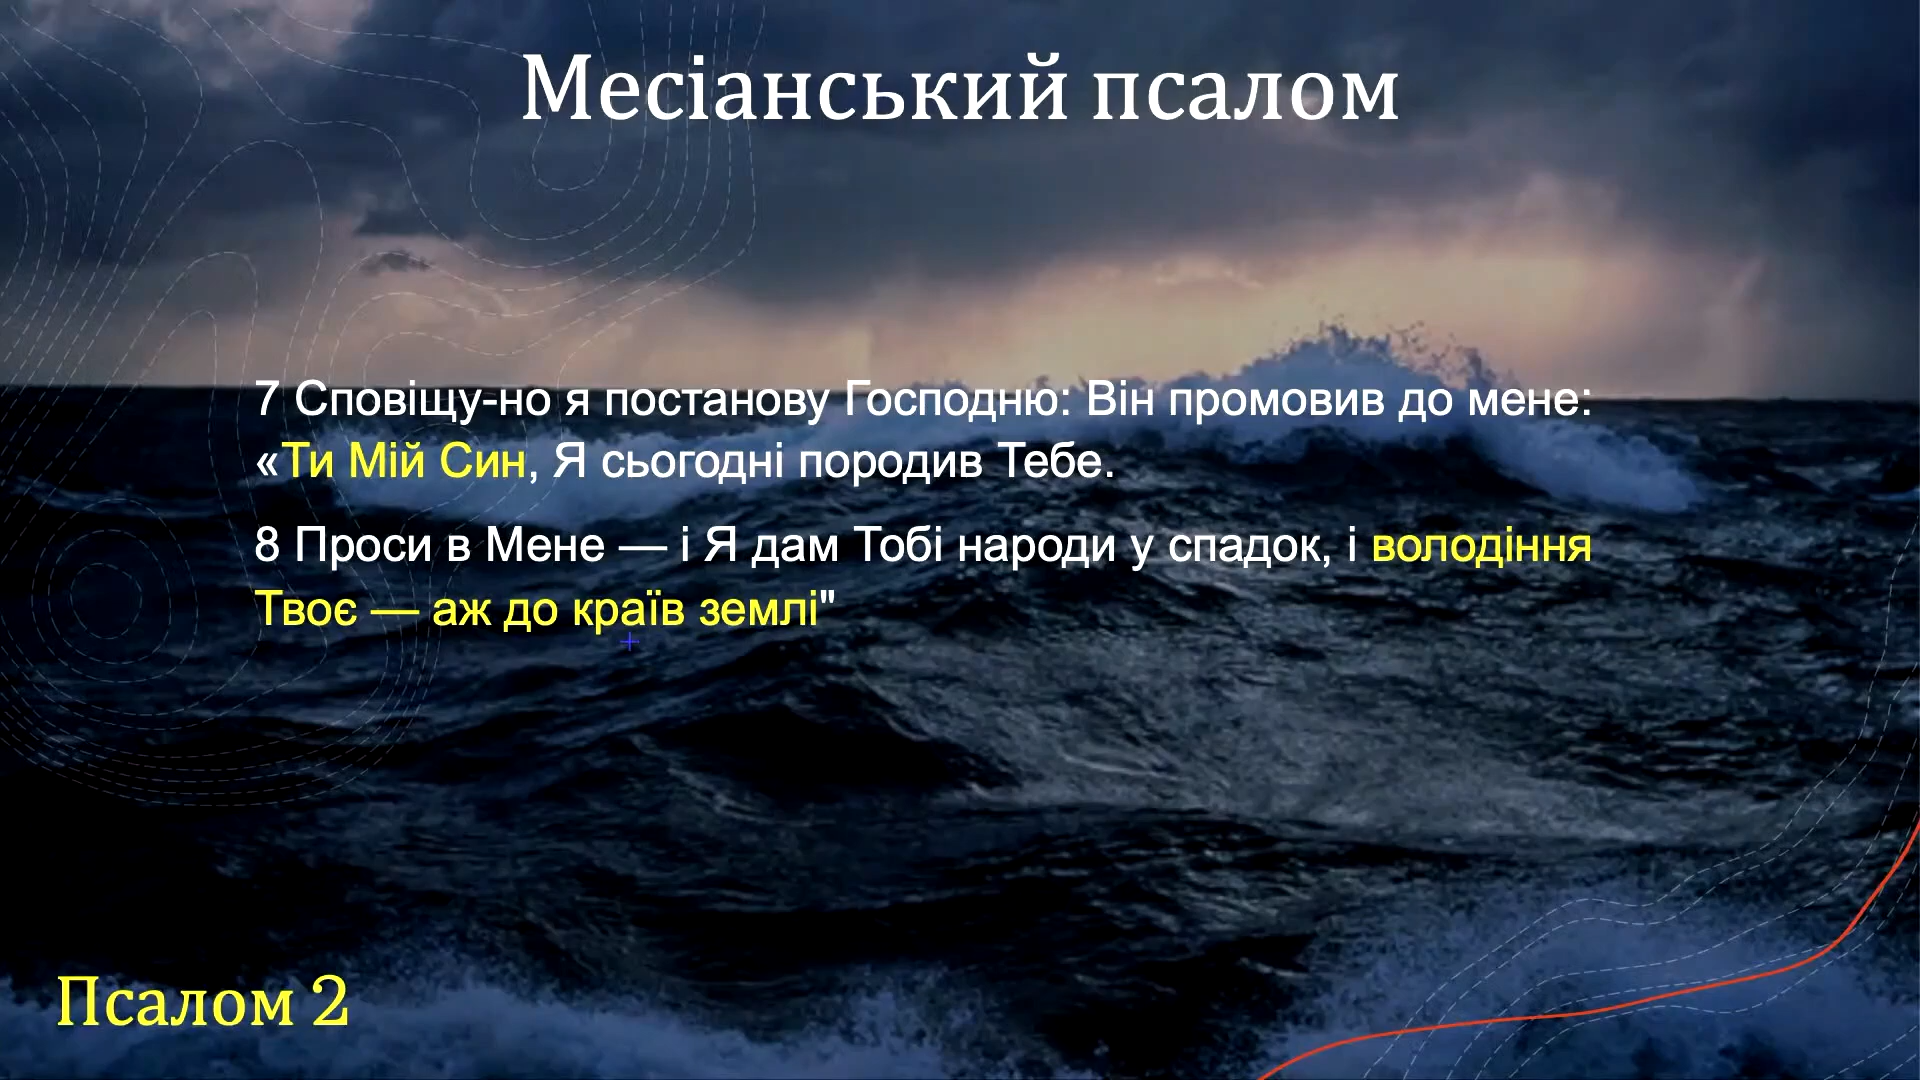 Месіанський псалом
7 Сповіщу-но я постанову Господню: Він промовив до мене:
«Ти Мій Син, Я сьогодні породив Тебе.
8 Проси в Мене — і Я дам Тобі народи у спадок, і володіння
Твоє — аж до країв землі"
Псалом 2